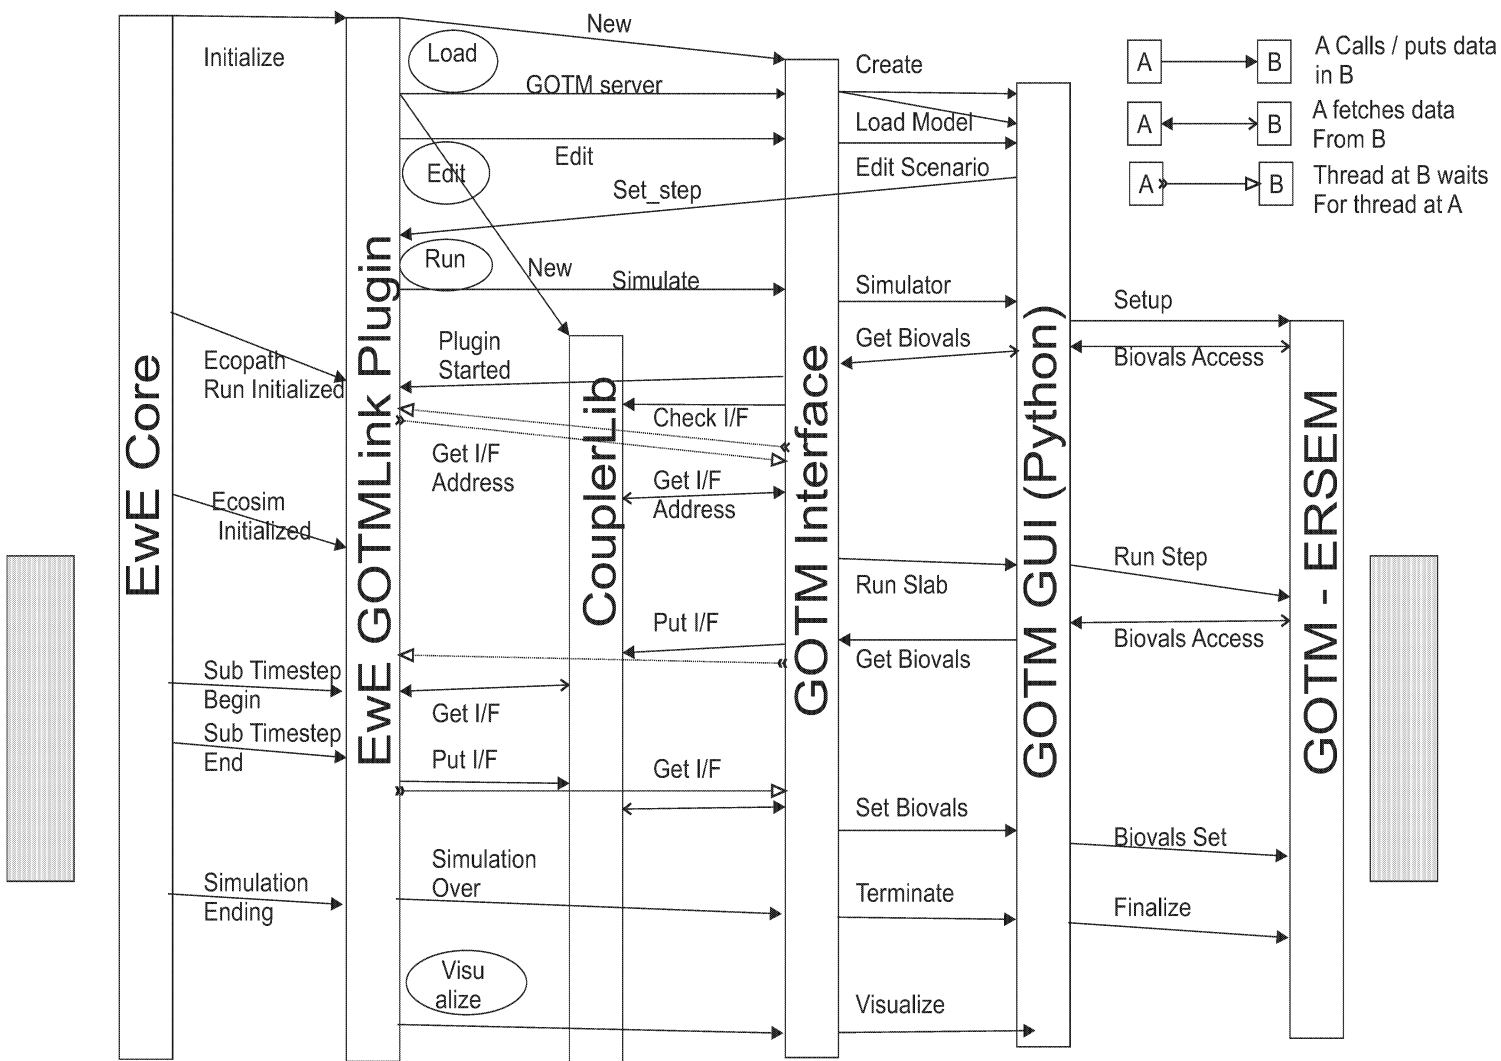 New
Initialize
Load
GOTM server
Create
A
B
A Calls / puts data
in B
Load Model
A
B
A fetches data
From B
Edit
Edit
Edit Scenario
Set_step
A
B
Thread at B waits
For thread at A
Run
New
Simulate
Simulator
Setup
Ecopath
Run Initialized
Plugin
Started
Get Biovals
Biovals Access
Check I/F
Get I/F
Address
Get I/F
Address
Ecosim
Initialized
EwE Core
EwE GOTMLink Plugin
CouplerLib
GOTM Interface
GOTM GUI (Python)
GOTM - ERSEM
Run Slab
Run Step
Put I/F
Get Biovals
Biovals Access
Sub Timestep
Begin
Get I/F
Sub Timestep
End
Put I/F
Get I/F
Set Biovals
Biovals Set
Simulation
Over
Simulation
Ending
Terminate
Finalize
Visu
alize
Visualize